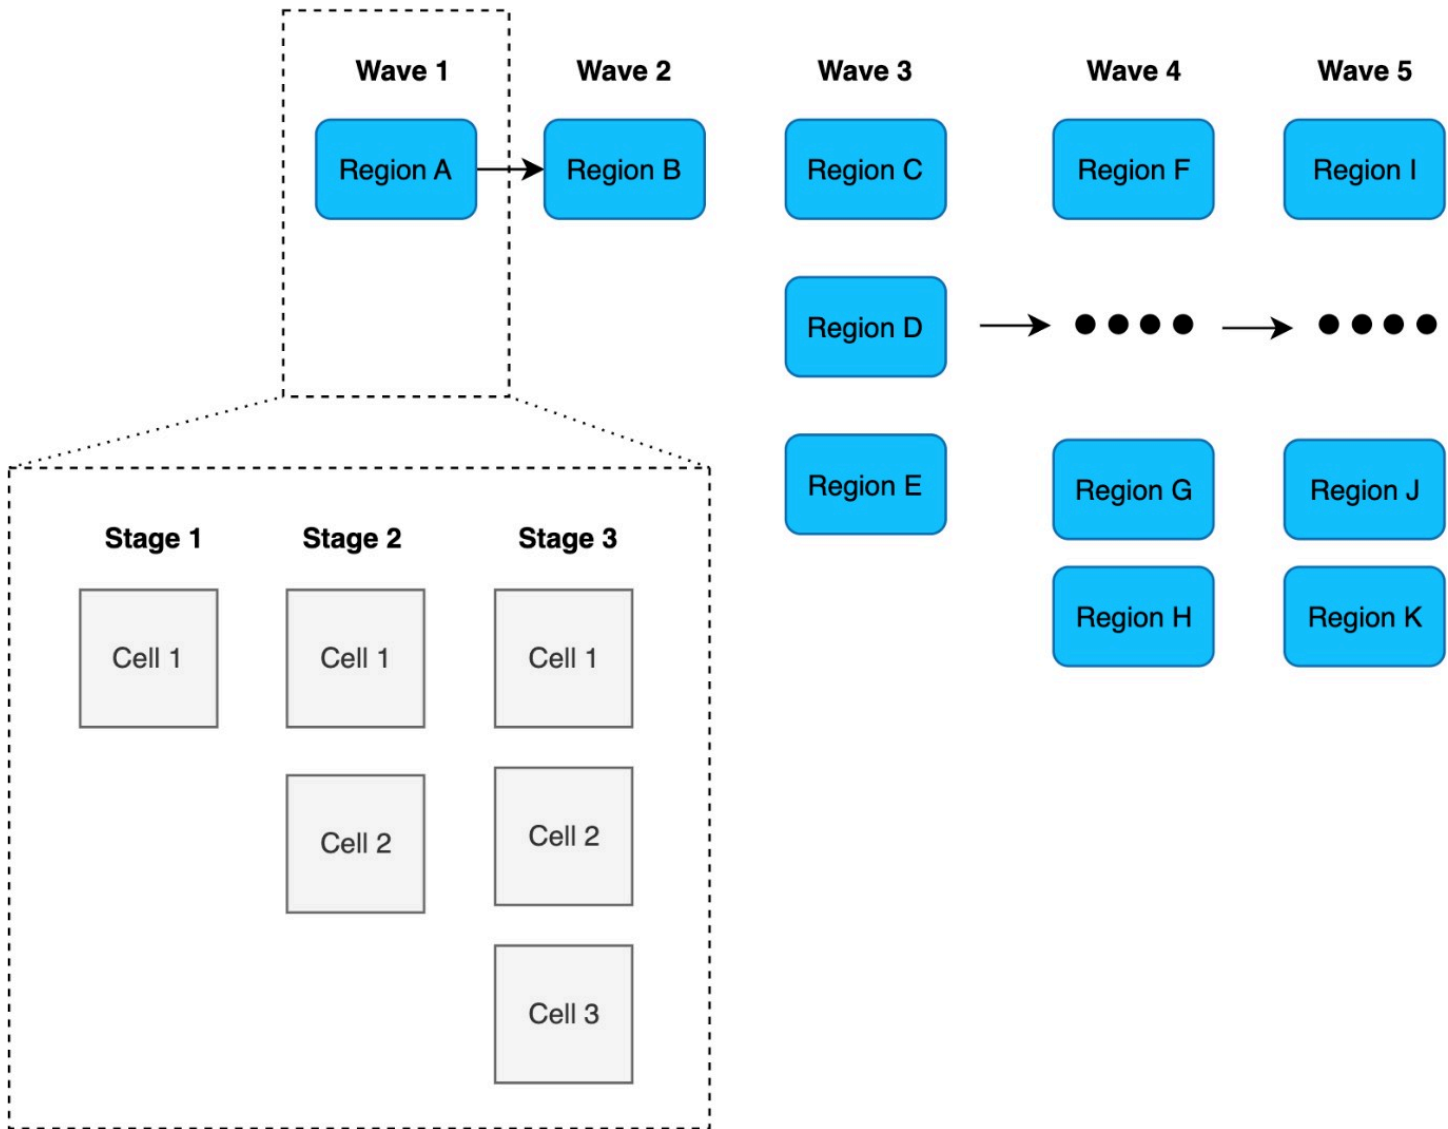 Wave 1
Wave 2
Wave 3
Wave 4
Wave 5
Region A
Region B
Region C
Region F
Region I
Region D
Region E
Region G
Region J
Region H
Region K
Stage 1
Stage 2
Stage 3
Cell 1
Cell 1
Cell 1
Cell 2
Cell 2
Cell 3